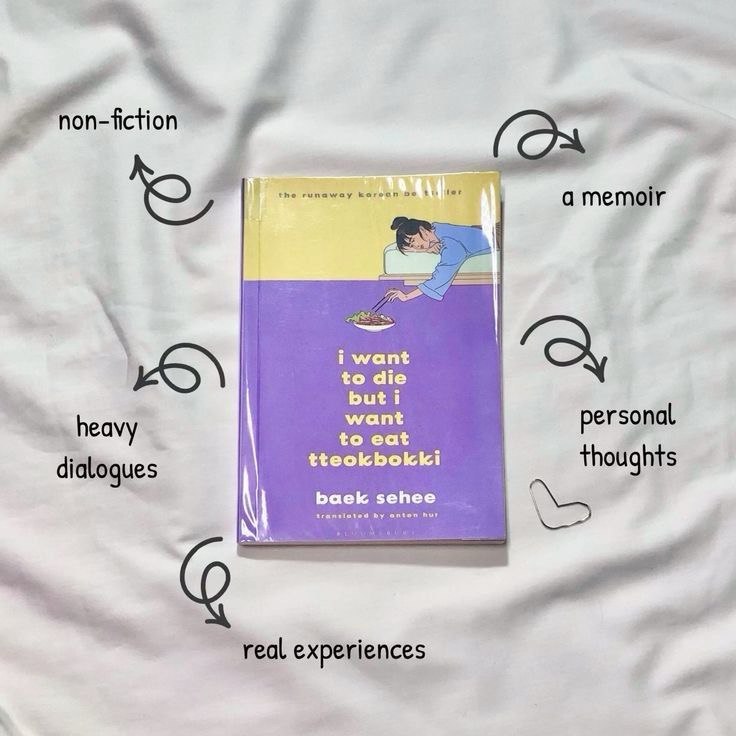 non-fiction
a memoir
the runaway korean bestseller
i want
to die
but i
want
to eat
tteokbokki
baek sehee
translated by anton hur
BLOOMSBURY
heavy
dialogues
personal
thoughts
real experiences